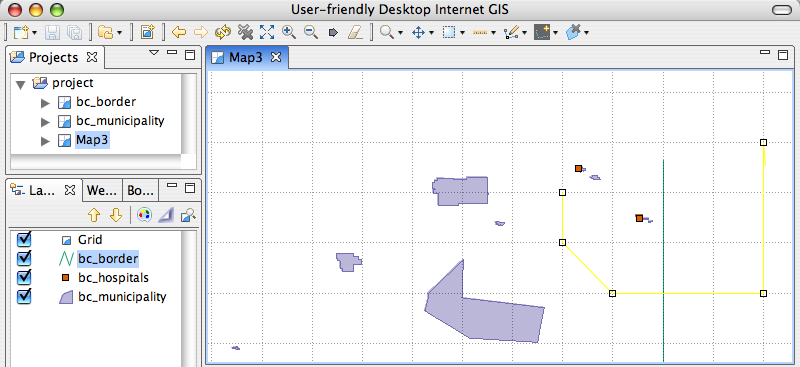 User-friendly Desktop Internet GIS
Projects
project
bc_border
bc_municipality
Map3
La...
We...
Bo...
Grid
bc_border
bc_hospitals
bc_municipality
Map3